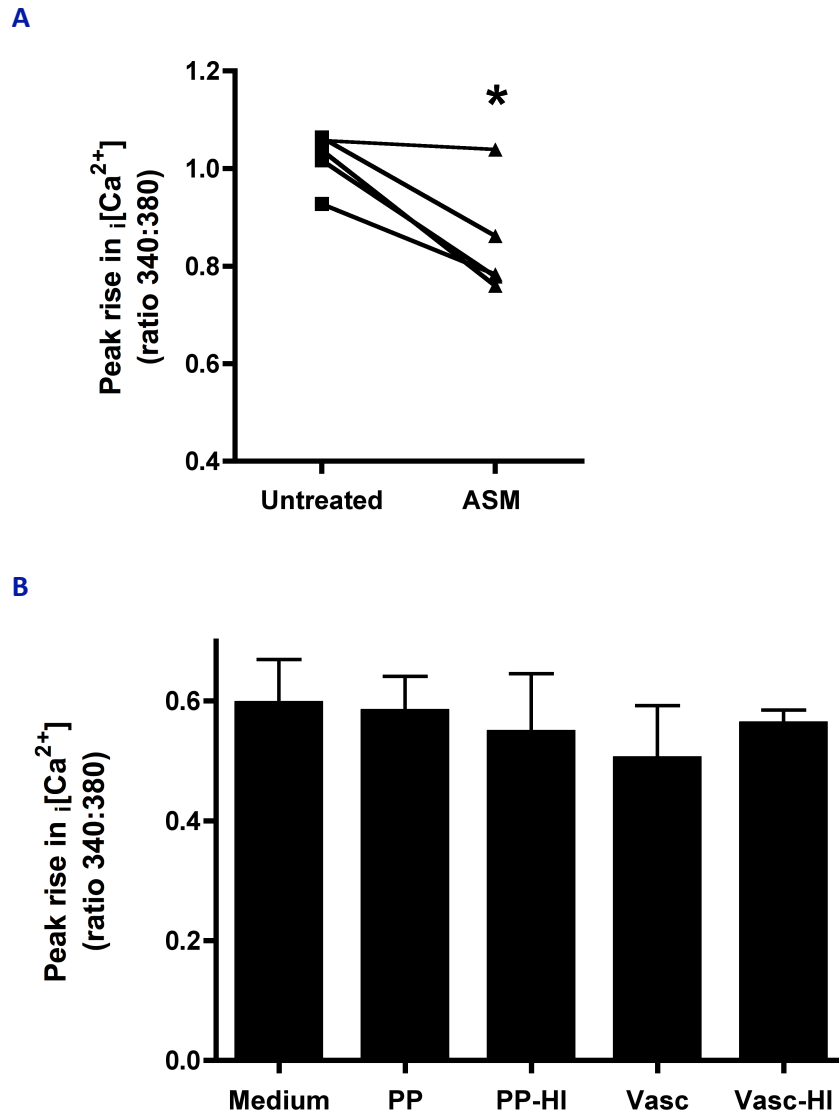 A
1.2
*
1.0
0.8
0.6
0.4
Peak rise in i[Ca2+]
(ratio 340:380)
Untreated ASM
B
0.6
0.4
0.2
0.0
Peak rise in i[Ca2+]
(ratio 340:380)
Medium PP PP-HI Vasc Vasc-HI